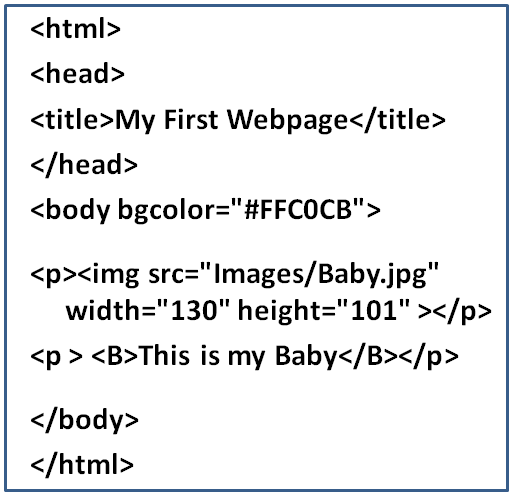 <html>
<head>
<title>My First Webpage</title>
</head>
<body bgcolor="#FFC0CB">
<p><img src="Images/Baby.jpg"
width="130" height="101" ></p>
<p > <B>This is my Baby</B></p>
</body>
</html>